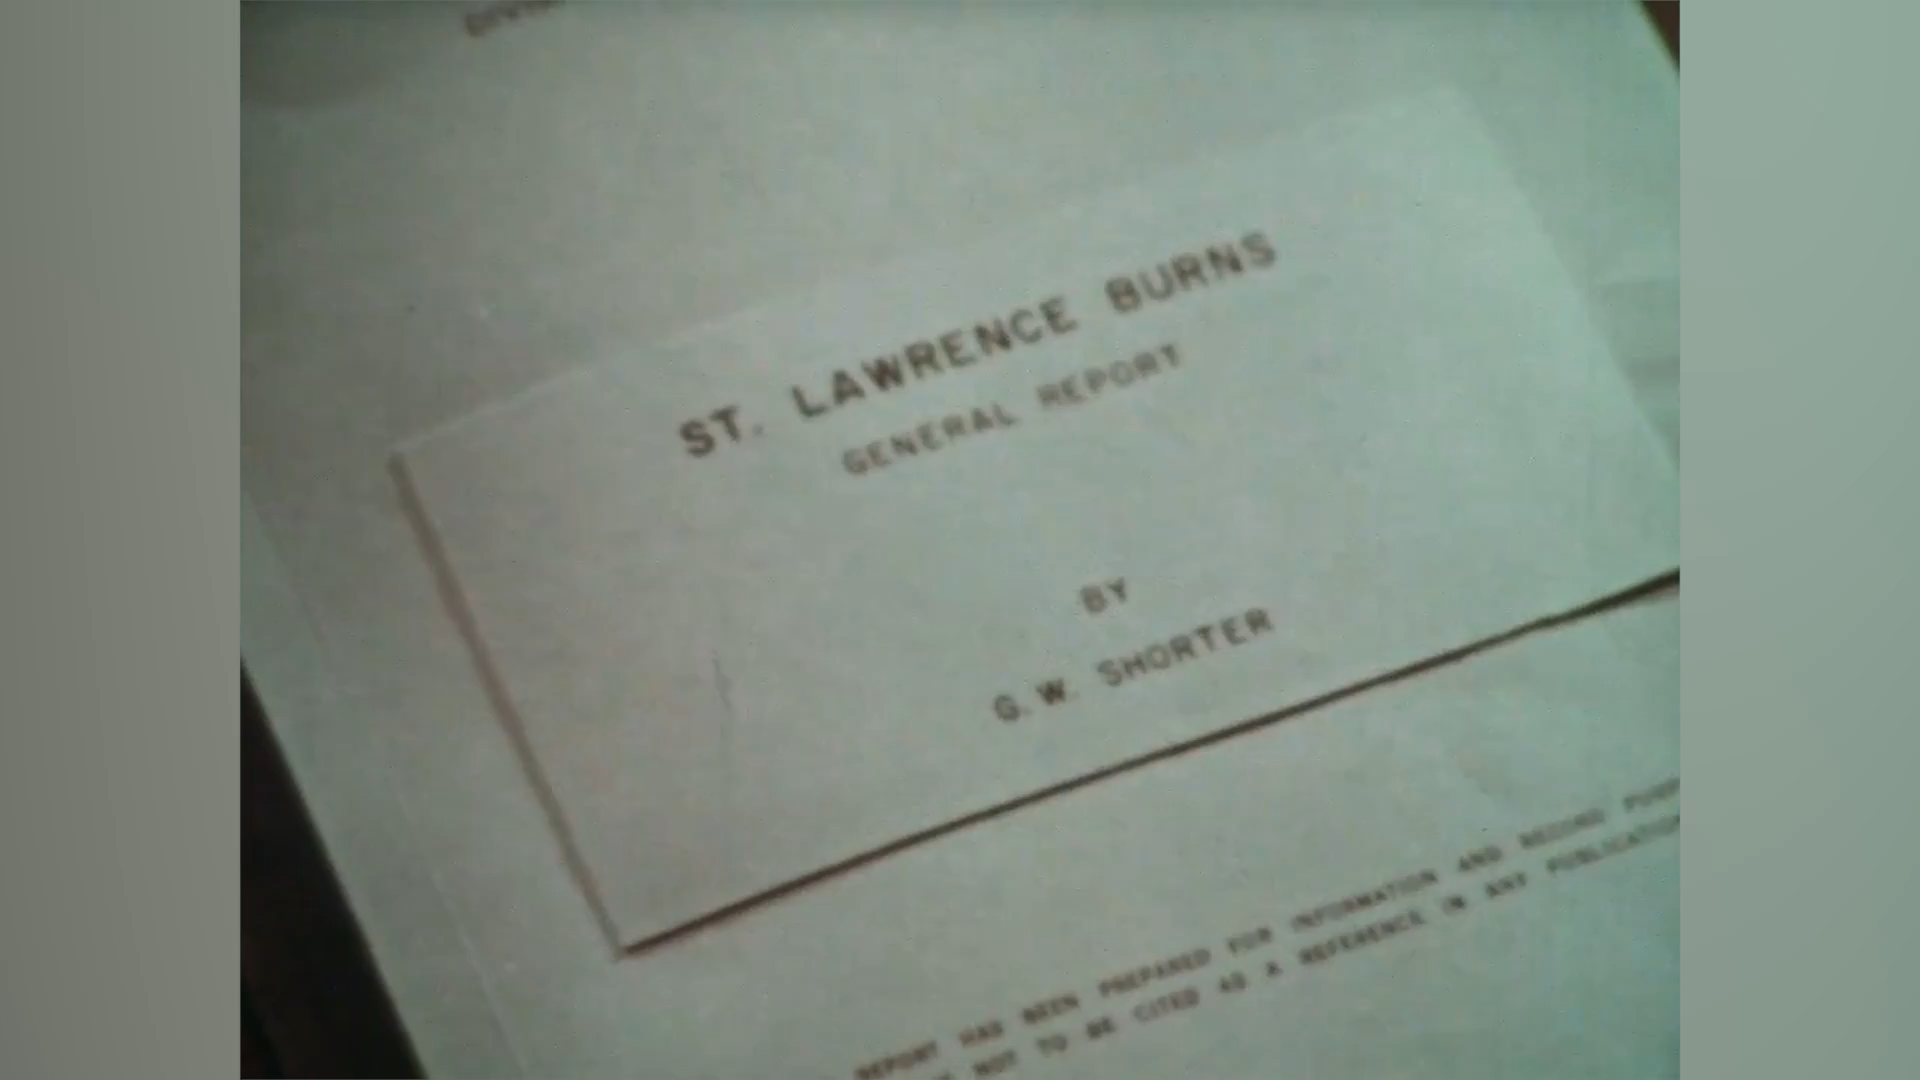 ST. LAWRENCE BURNS
GENERAL REPORT
BY
G. W. SHORTER
REPORT HAS BEEN PREPARED FOR INFORMATION AND RECORD
NOT TO BE CITED AS A REFERENCE IN ANY